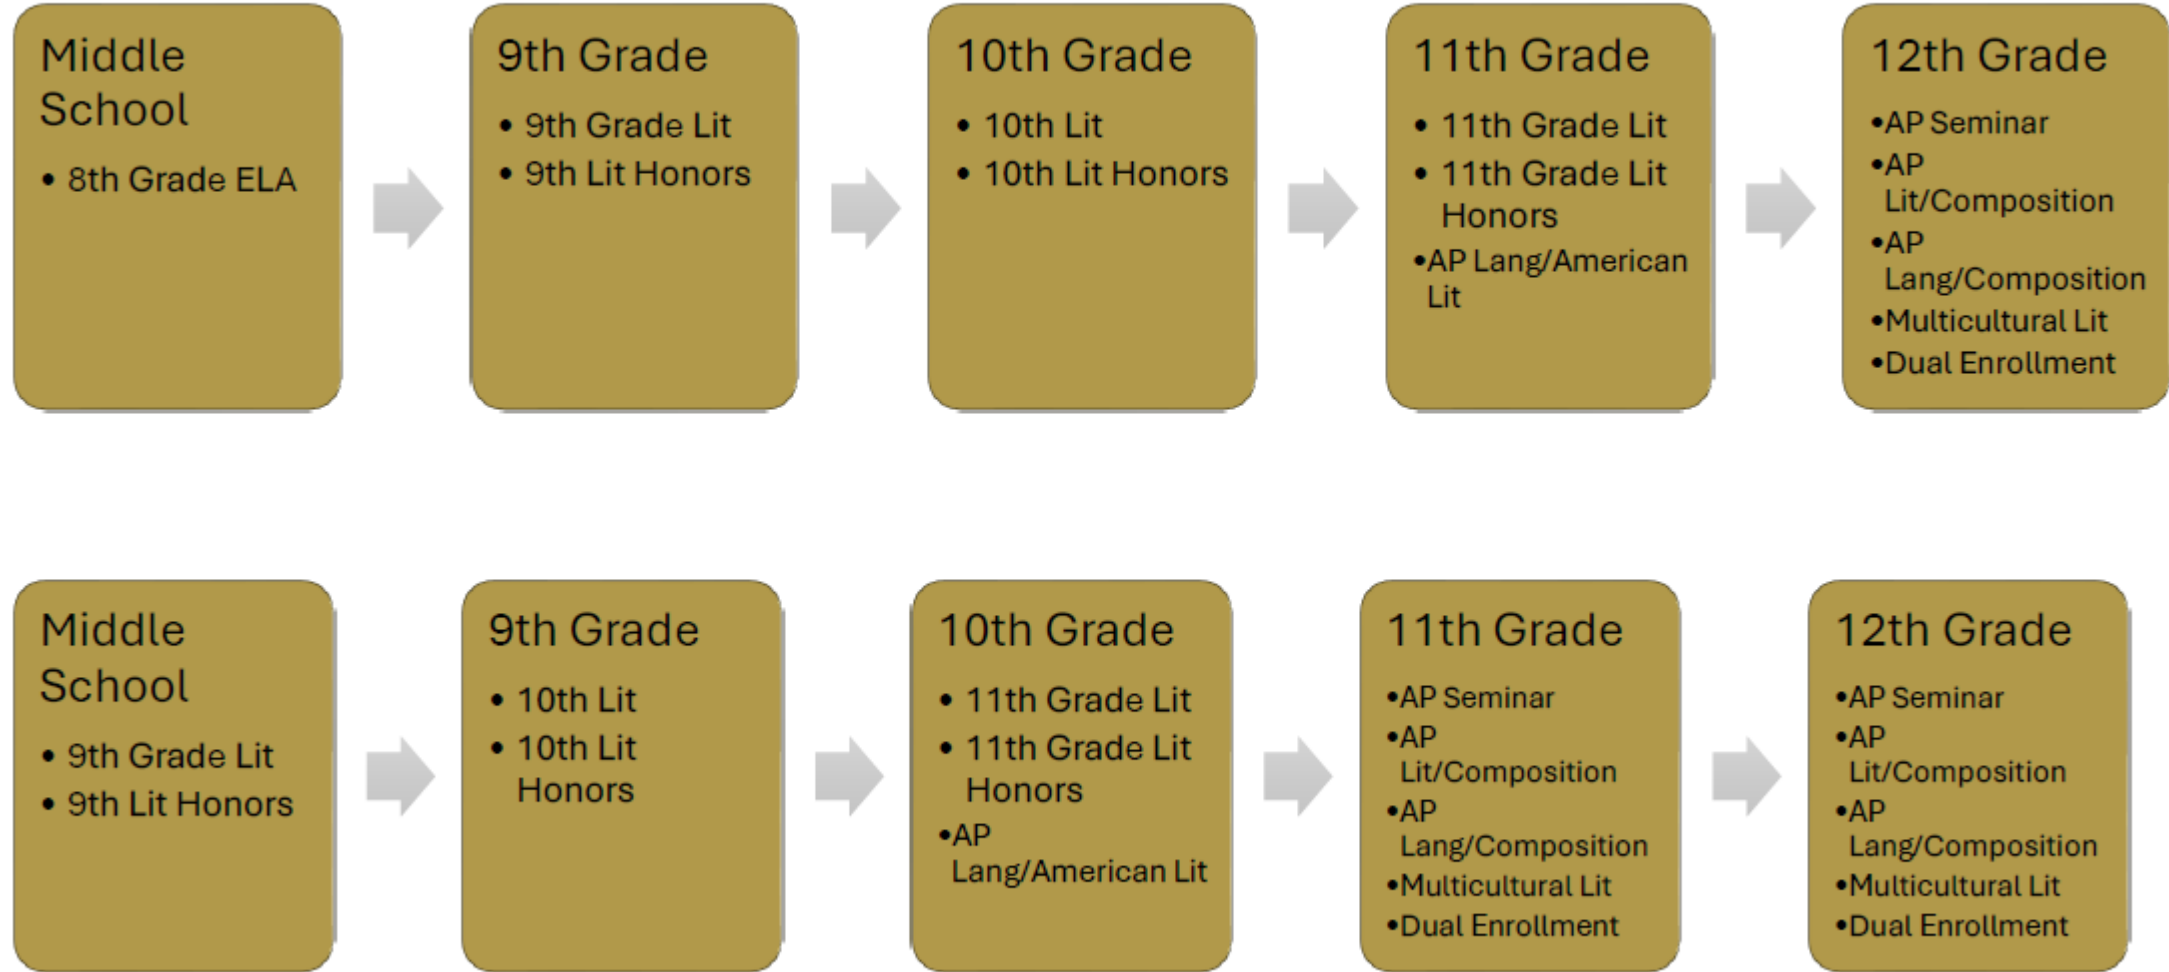 Middle
School
• 8th Grade ELA
9th Grade
• 9th Grade Lit
• 9th Lit Honors
10th Grade
• 10th Lit
• 10th Lit Honors
11th Grade
• 11th Grade Lit
• 11th Grade Lit
Honors
•AP Lang/American
Lit
12th Grade
•AP Seminar
•AP
Lit/Composition
•AP
Lang/Composition
•Multicultural Lit
•Dual Enrollment
Middle
School
• 9th Grade Lit
• 9th Lit Honors
9th Grade
• 10th Lit
• 10th Lit
Honors
10th Grade
• 11th Grade Lit
• 11th Grade Lit
Honors
•AP
Lang/American Lit
11th Grade
•AP Seminar
•AP
Lit/Composition
•AP
Lang/Composition
•Multicultural Lit
•Dual Enrollment
12th Grade
•AP Seminar
•AP
Lit/Composition
•AP
Lang/Composition
•Multicultural Lit
•Dual Enrollment